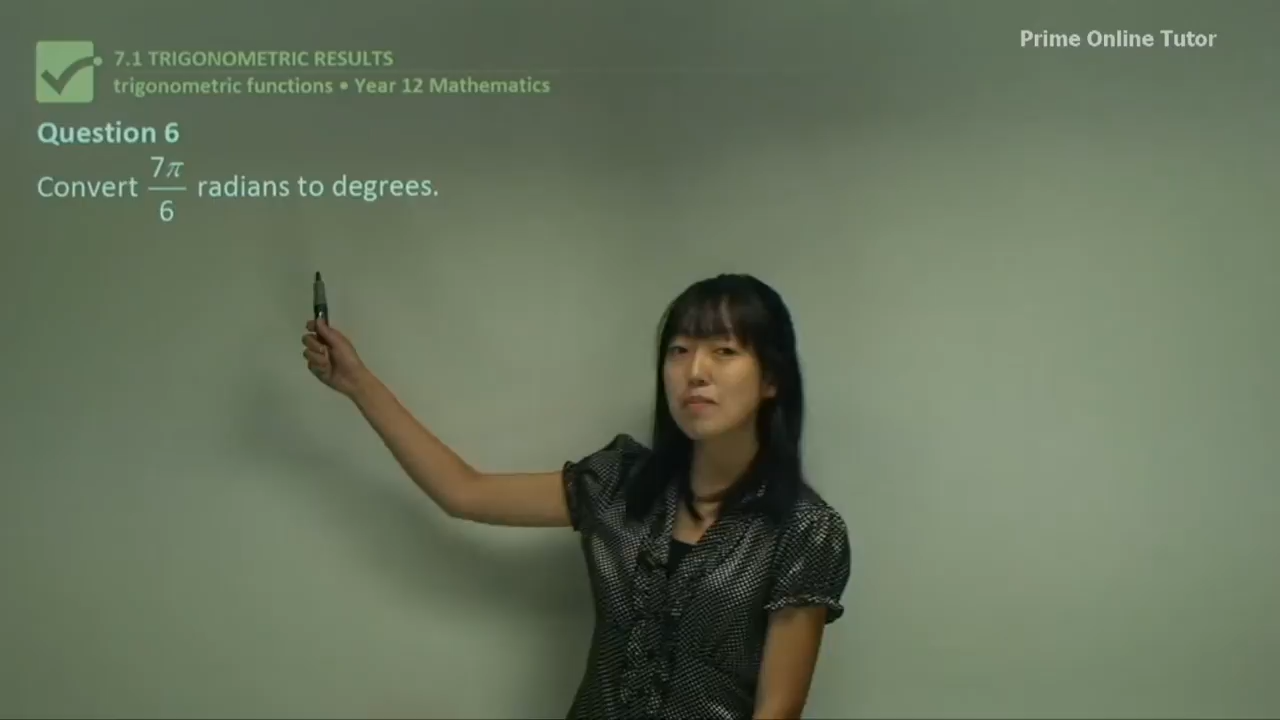 Prime Online Tutor
7.1 TRIGONOMETRIC RESULTS
trigonometric functions • Year 12 Mathematics
Question 6
Convert 7π/6 radians to degrees.